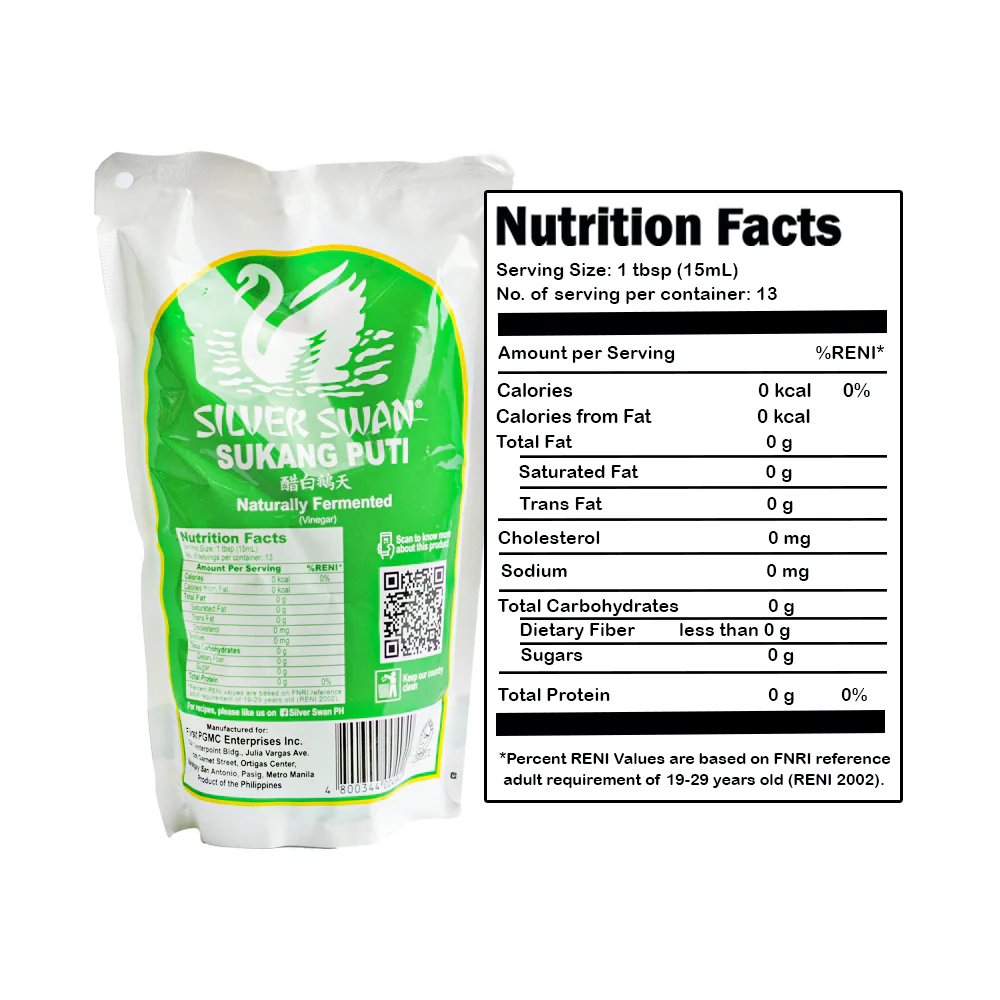 SILVER SWAN®
SUKANG PUTI
醋白鵝天
Naturally Fermented
(Vinegar)
Nutrition Facts
Serving Size: 1 tbsp (15mL)
No. of servings per container: 13
Amount Per Serving %RENI*
Calories 0 kcal 0%
Calories from Fat 0 kcal
Total Fat 0 g
Saturated Fat 0 g
Trans Fat 0 g
Cholesterol 0 mg
Sodium 0 mg
Total Carbohydrates 0 g
Dietary Fiber 0 g
Sugar 0 g
Total Protein 0 g 0%
*Percent RENI values are based on FNRI reference
adult requirement of 19-29 years old (RENI 2002).
Scan to know more
about this product
Keep our country
clean
For recipes, please like us on Silver Swan PH
Manufactured for:
First PGMC Enterprises Inc.
Centerpoint Bldg., Julia Vargas Ave.
Garnet Street, Ortigas Center,
San Antonio, Pasig, Metro Manila
Product of the Philippines
4 800344
Nutrition Facts
Serving Size: 1 tbsp (15mL)
No. of serving per container: 13
Amount per Serving %RENI*
Calories 0 kcal 0%
Calories from Fat 0 kcal
Total Fat 0 g
Saturated Fat 0 g
Trans Fat 0 g
Cholesterol 0 mg
Sodium 0 mg
Total Carbohydrates 0 g
Dietary Fiber less than 0 g
Sugars 0 g
Total Protein 0 g 0%
*Percent RENI Values are based on FNRI reference
adult requirement of 19-29 years old (RENI 2002).